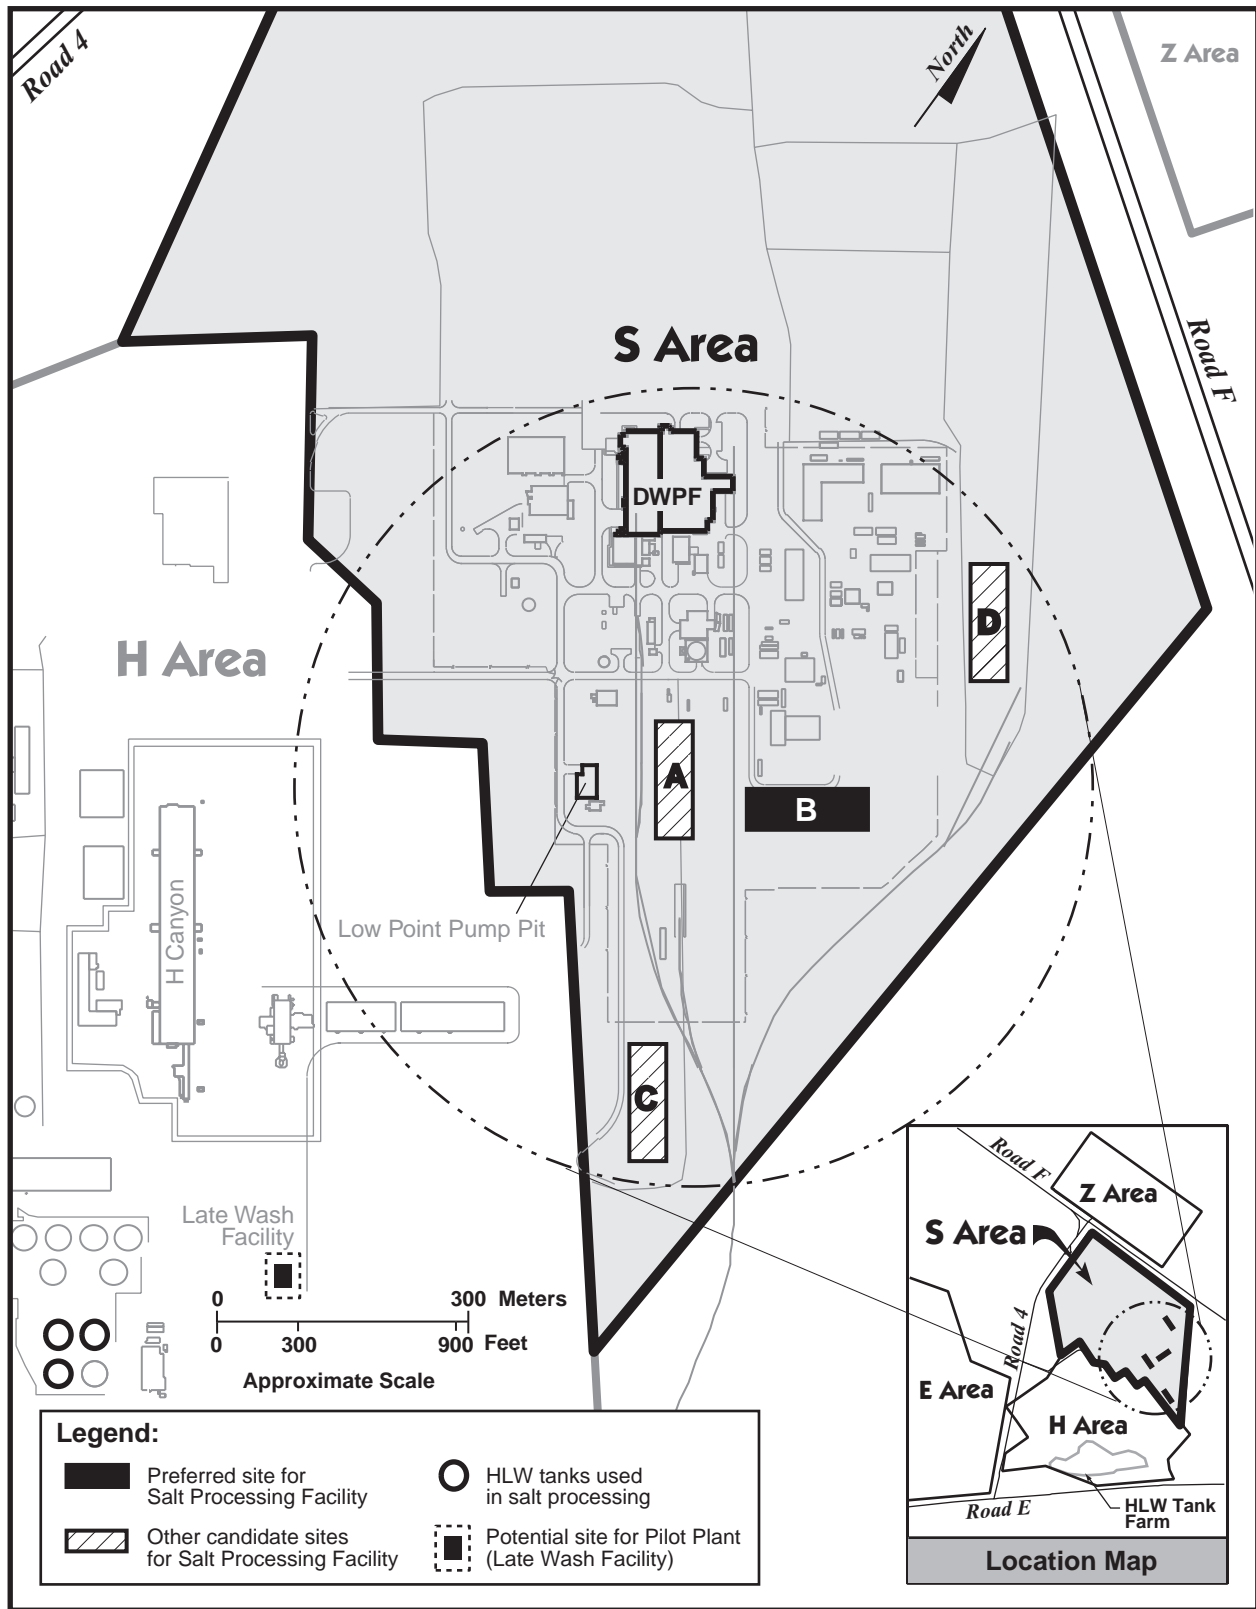 Road 4
North
Z Area
Road F
S Area
DWPF
H Area
D
A
B
H Canyon
Low Point Pump Pit
C
Late Wash
Facility
0 300 Meters
0 300 900 Feet
Approximate Scale
Legend:
Preferred site for
Salt Processing Facility
Other candidate sites
for Salt Processing Facility
HLW tanks used
in salt processing
Potential site for Pilot Plant
(Late Wash Facility)
Road F
Z Area
S Area
Road 4
E Area
H Area
Road E
HLW Tank
Farm
Location Map